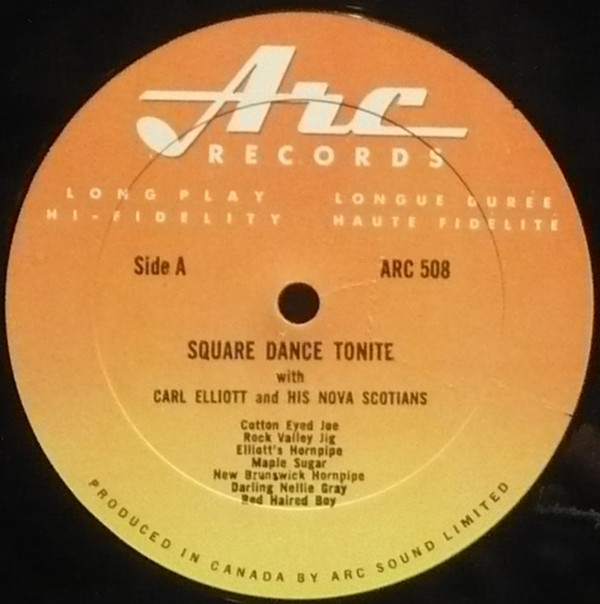 Arc
RECORDS
LONG PLAY
HI-FIDELITY
LONGUE DURÉE
HAUTE FIDÉLITÉ
Side A
ARC 508
SQUARE DANCE TONITE
with
CARL ELLIOTT and HIS NOVA SCOTIANS
Cotton Eyed Joe
Rock Valley Jig
Elliott's Hornpipe
Maple Sugar
New Brunswick Hornpipe
Darling Nellie Gray
Red Haired Boy
PRODUCED IN CANADA BY ARC SOUND LIMITED